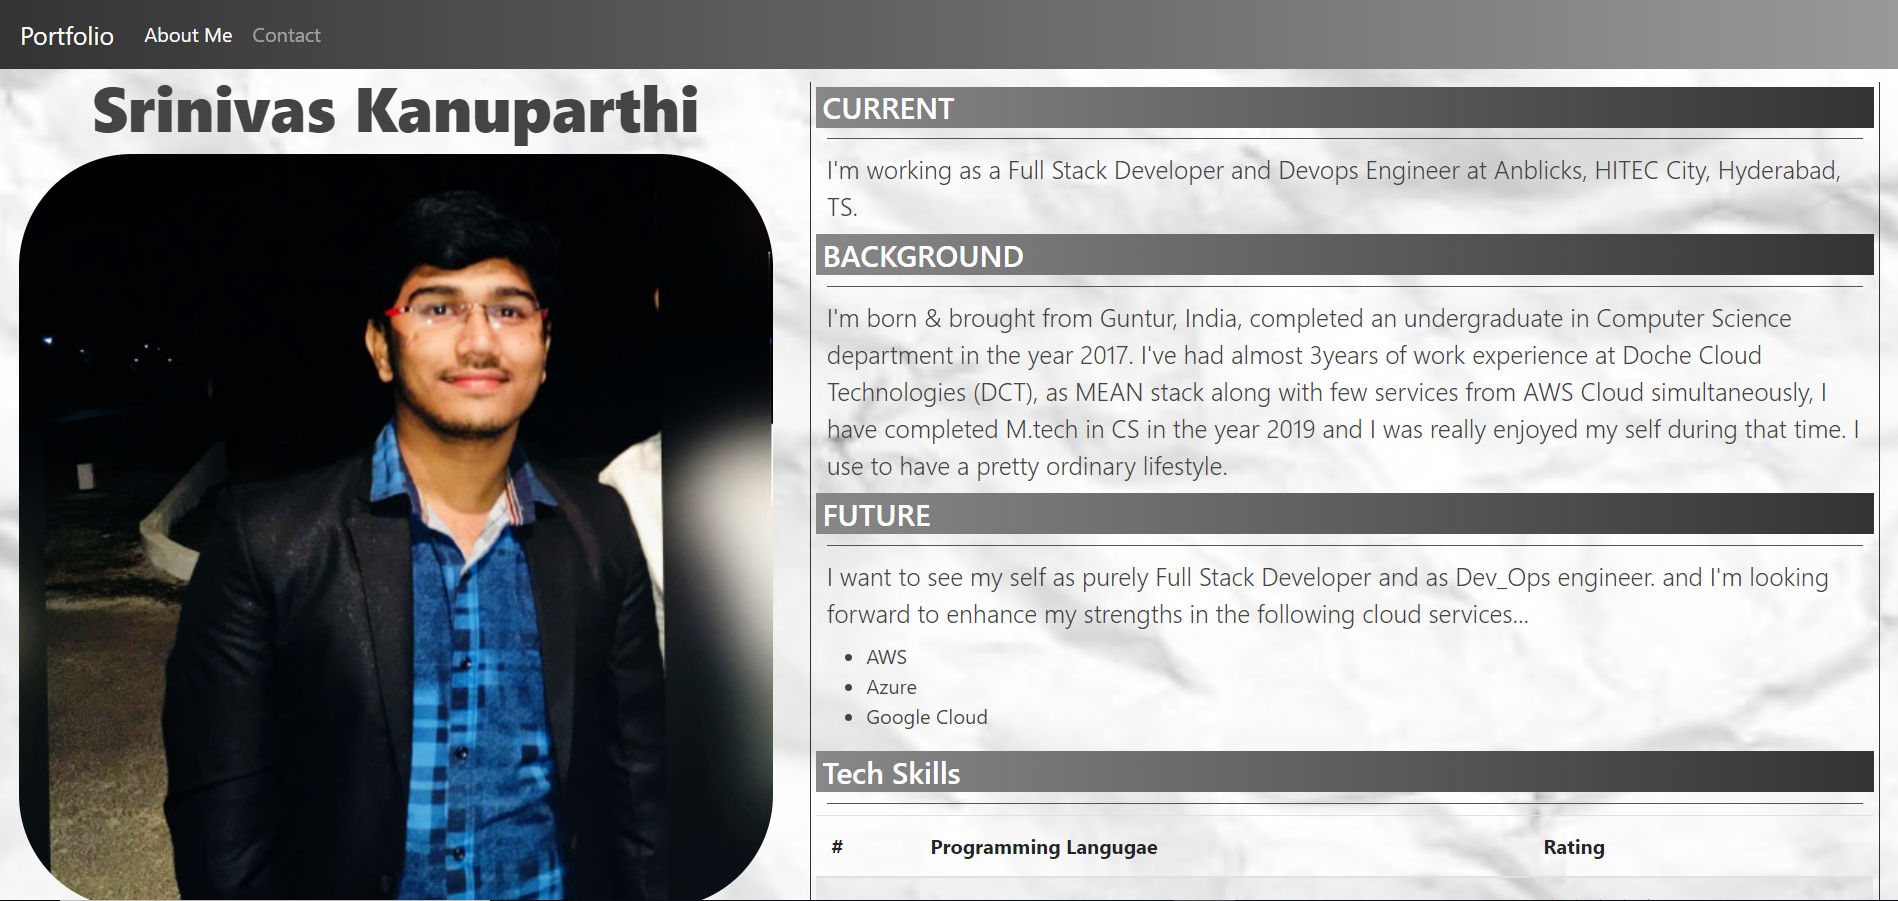 Portfolio About Me Contact
Srinivas Kanuparthi
CURRENT
I'm working as a Full Stack Developer and Devops Engineer at Anblicks, HITEC City, Hyderabad,
TS.
BACKGROUND
I'm born & brought from Guntur, India, completed an undergraduate in Computer Science
department in the year 2017. I've had almost 3years of work experience at Doche Cloud
Technologies (DCT), as MEAN stack along with few services from AWS Cloud simultaneously, I
have completed M.tech in CS in the year 2019 and I was really enjoyed my self during that time. I
use to have a pretty ordinary lifestyle.
FUTURE
I want to see my self as purely Full Stack Developer and as Dev_Ops engineer. and I'm looking
forward to enhance my strengths in the following cloud services...
• AWS
• Azure
• Google Cloud
Tech Skills
# Programming Langugae Rating